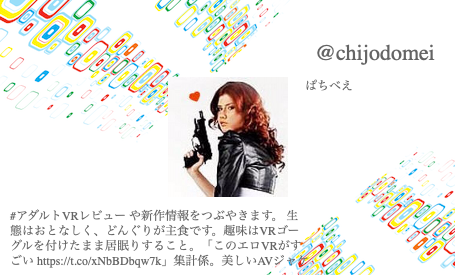 @chijodomei
ぱちべえ
#アダルトVRレビュー や新作情報をつぶやきます。 生
態はおとなしく、どんぐりが主食です。趣味はVRゴー
グルを付けたまま居眠りすること。「このエロVRがす
ごい https://t.co/xNbBDbqw7k」集計係。美しいAVジャケ